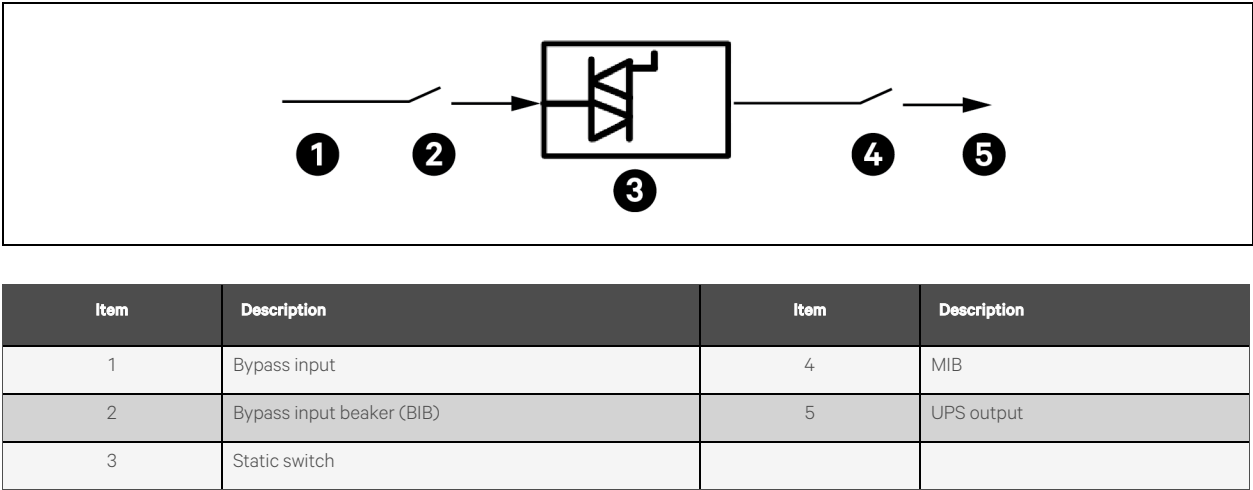 1
2
3
4
5
Item Description Item Description
1 Bypass input 4 MIB
2 Bypass input beaker (BIB) 5 UPS output
3 Static switch